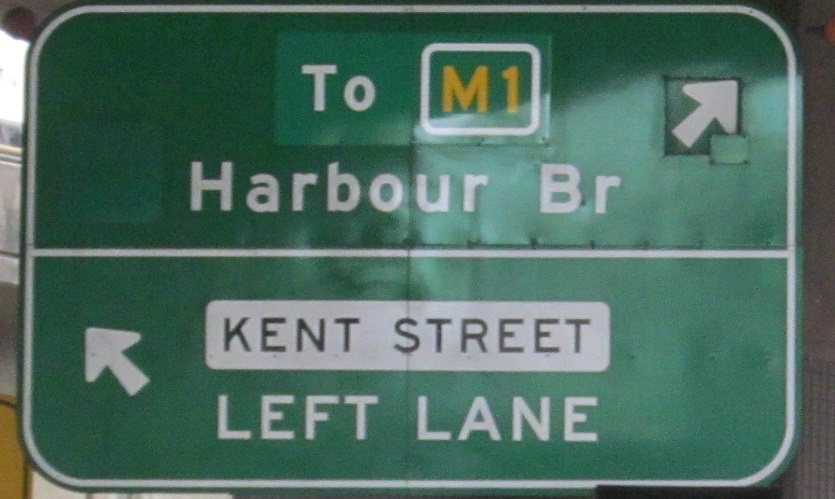 To M1
Harbour Br
KENT STREET
LEFT LANE